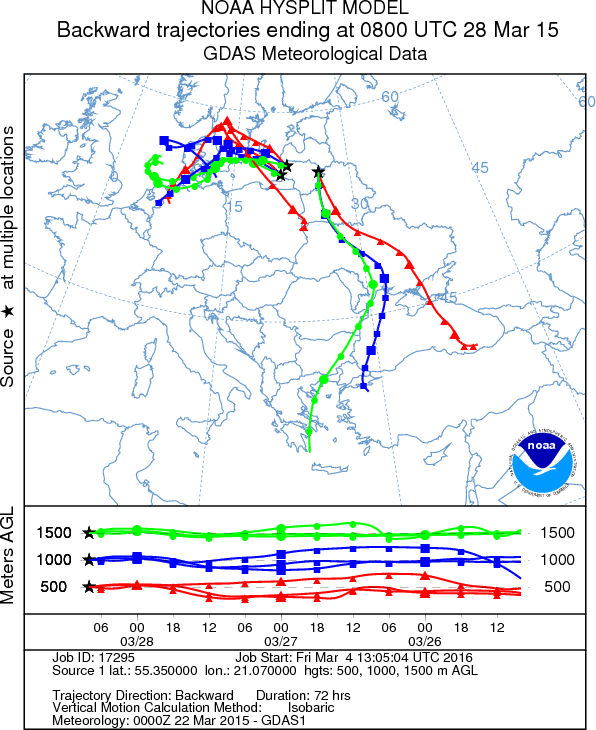 NOAA HYSPLIT MODEL
Backward trajectories ending at 0800 UTC 28 Mar 15
GDAS Meteorological Data
Source ★ at multiple locations
60
60
45
30
15
5
noaa
Meters AGL
1500
1000
500
1500
1000
500
06 00 18 12 06 00 18 12 06 00 18 12
03/28 03/27 03/26
Job ID: 17295 Job Start: Fri Mar 4 13:05:04 UTC 2016
Source 1 lat.: 55.350000 lon.: 21.070000 hgts: 500, 1000, 1500 m AGL
Trajectory Direction: Backward Duration: 72 hrs
Vertical Motion Calculation Method: Isobaric
Meteorology: 0000Z 22 Mar 2015 - GDAS1